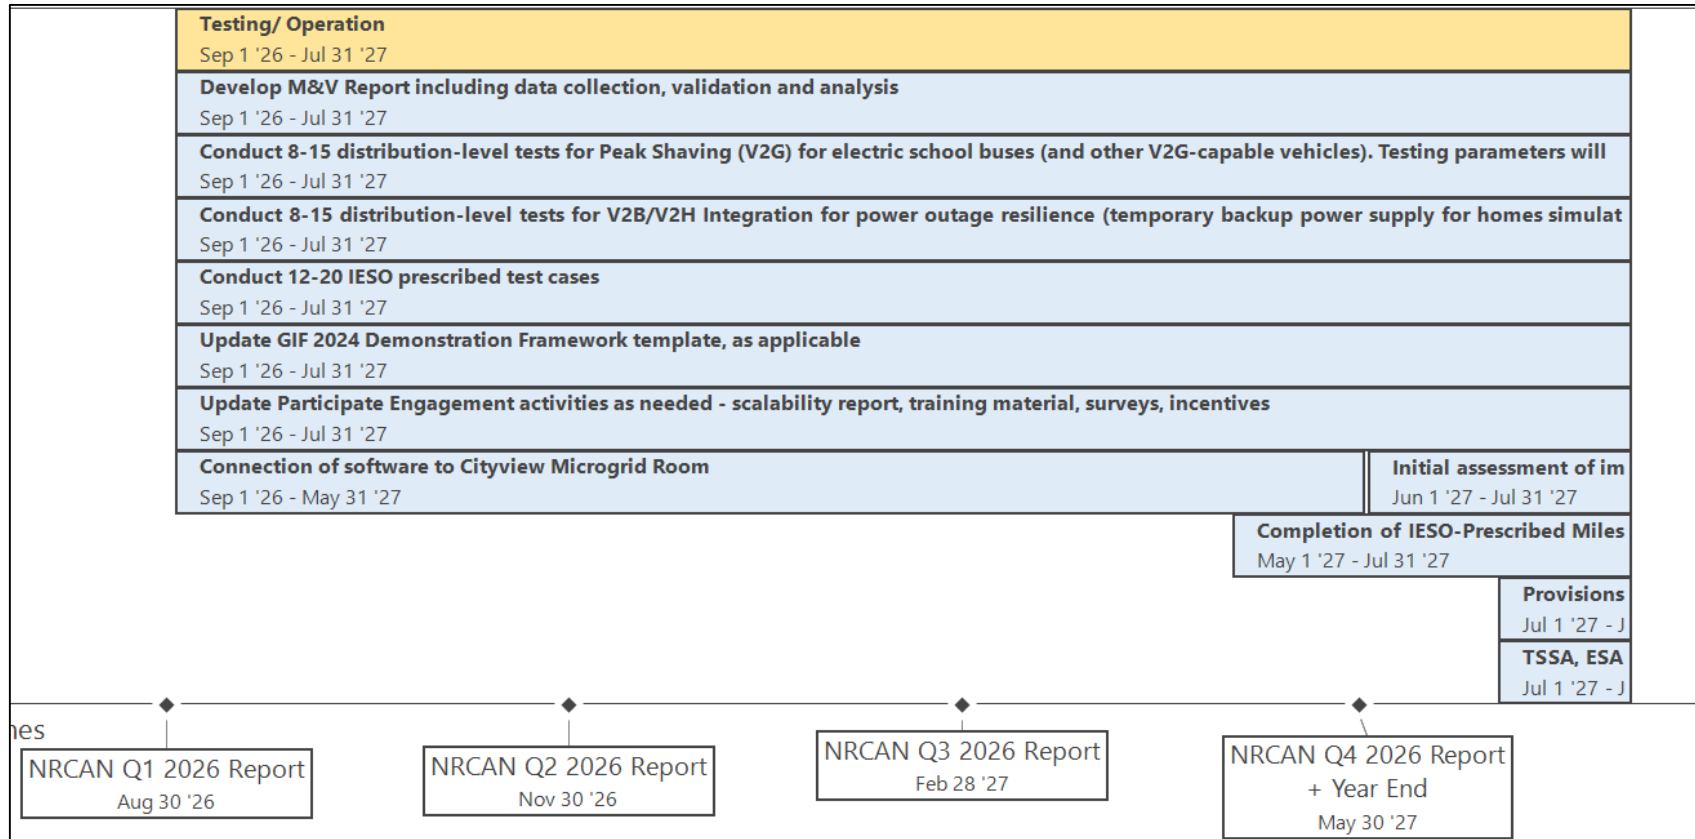 Testing/ Operation
Sep 1 '26 - Jul 31 '27
Develop M&V Report including data collection, validation and analysis
Sep 1 '26 - Jul 31 '27
Conduct 8-15 distribution-level tests for Peak Shaving (V2G) for electric school buses (and other V2G-capable vehicles). Testing parameters will
Sep 1 '26 - Jul 31 '27
Conduct 8-15 distribution-level tests for V2B/V2H Integration for power outage resilience (temporary backup power supply for homes simulat
Sep 1 '26 - Jul 31 '27
Conduct 12-20 IESO prescribed test cases
Sep 1 '26 - Jul 31 '27
Update GIF 2024 Demonstration Framework template, as applicable
Sep 1 '26 - Jul 31 '27
Update Participate Engagement activities as needed - scalability report, training material, surveys, incentives
Sep 1 '26 - Jul 31 '27
Connection of software to Cityview Microgrid Room
Sep 1 '26 - May 31 '27
Initial assessment of im
Jun 1 '27 - Jul 31 '27
Completion of IESO-Prescribed Miles
May 1 '27 - Jul 31 '27
Provisions
Jul 1 '27 - J
TSSA, ESA
Jul 1 '27 - J
nes
NRCAN Q1 2026 Report
Aug 30 '26
NRCAN Q2 2026 Report
Nov 30 '26
NRCAN Q3 2026 Report
Feb 28 '27
NRCAN Q4 2026 Report
+ Year End
May 30 '27